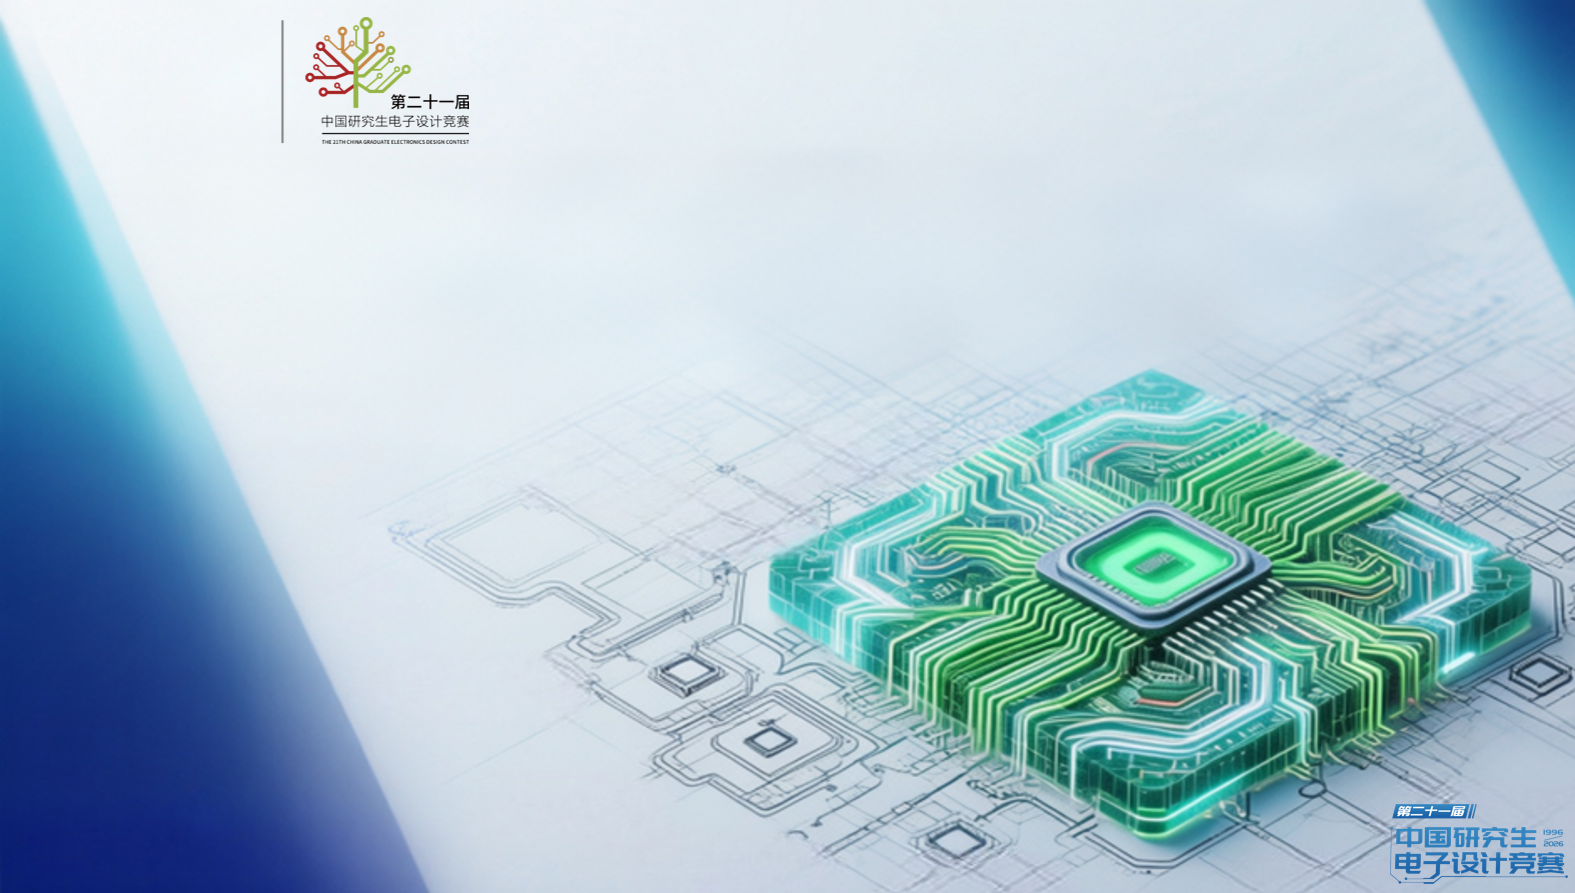 第二十一届
中国研究生电子设计竞赛
THE 21TH CHINA GRADUATE ELECTRONICS DESIGN CONTEST
第二十一届
中国研究生
1996
2026
电子设计竞赛